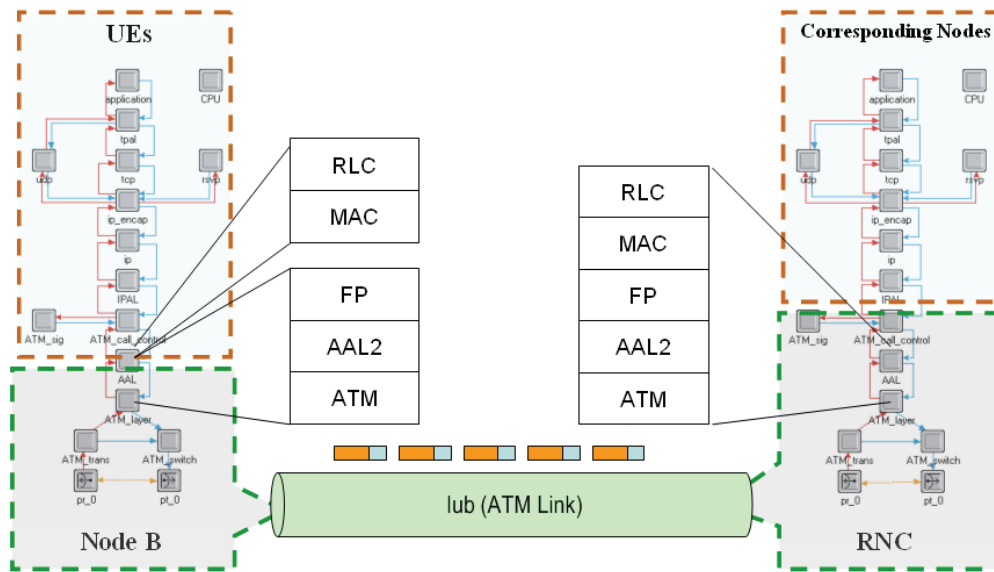 UEs
application
CPU
tpal
udp
tcp
rsvp
ip_encap
ip
IPAL
ATM_sig
ATM_call_control
AAL
ATM_layer
ATM_trans
ATM_switch
pr_0
pt_0
Node B
RLC
MAC
FP
AAL2
ATM
RLC
MAC
FP
AAL2
ATM
Iub (ATM Link)
Corresponding Nodes
application
CPU
tpal
udp
tcp
rsvp
ip_encap
ip
IPAL
ATM_sig
ATM_call_control
AAL
ATM_layer
ATM_trans
ATM_switch
pr_0
pt_0
RNC